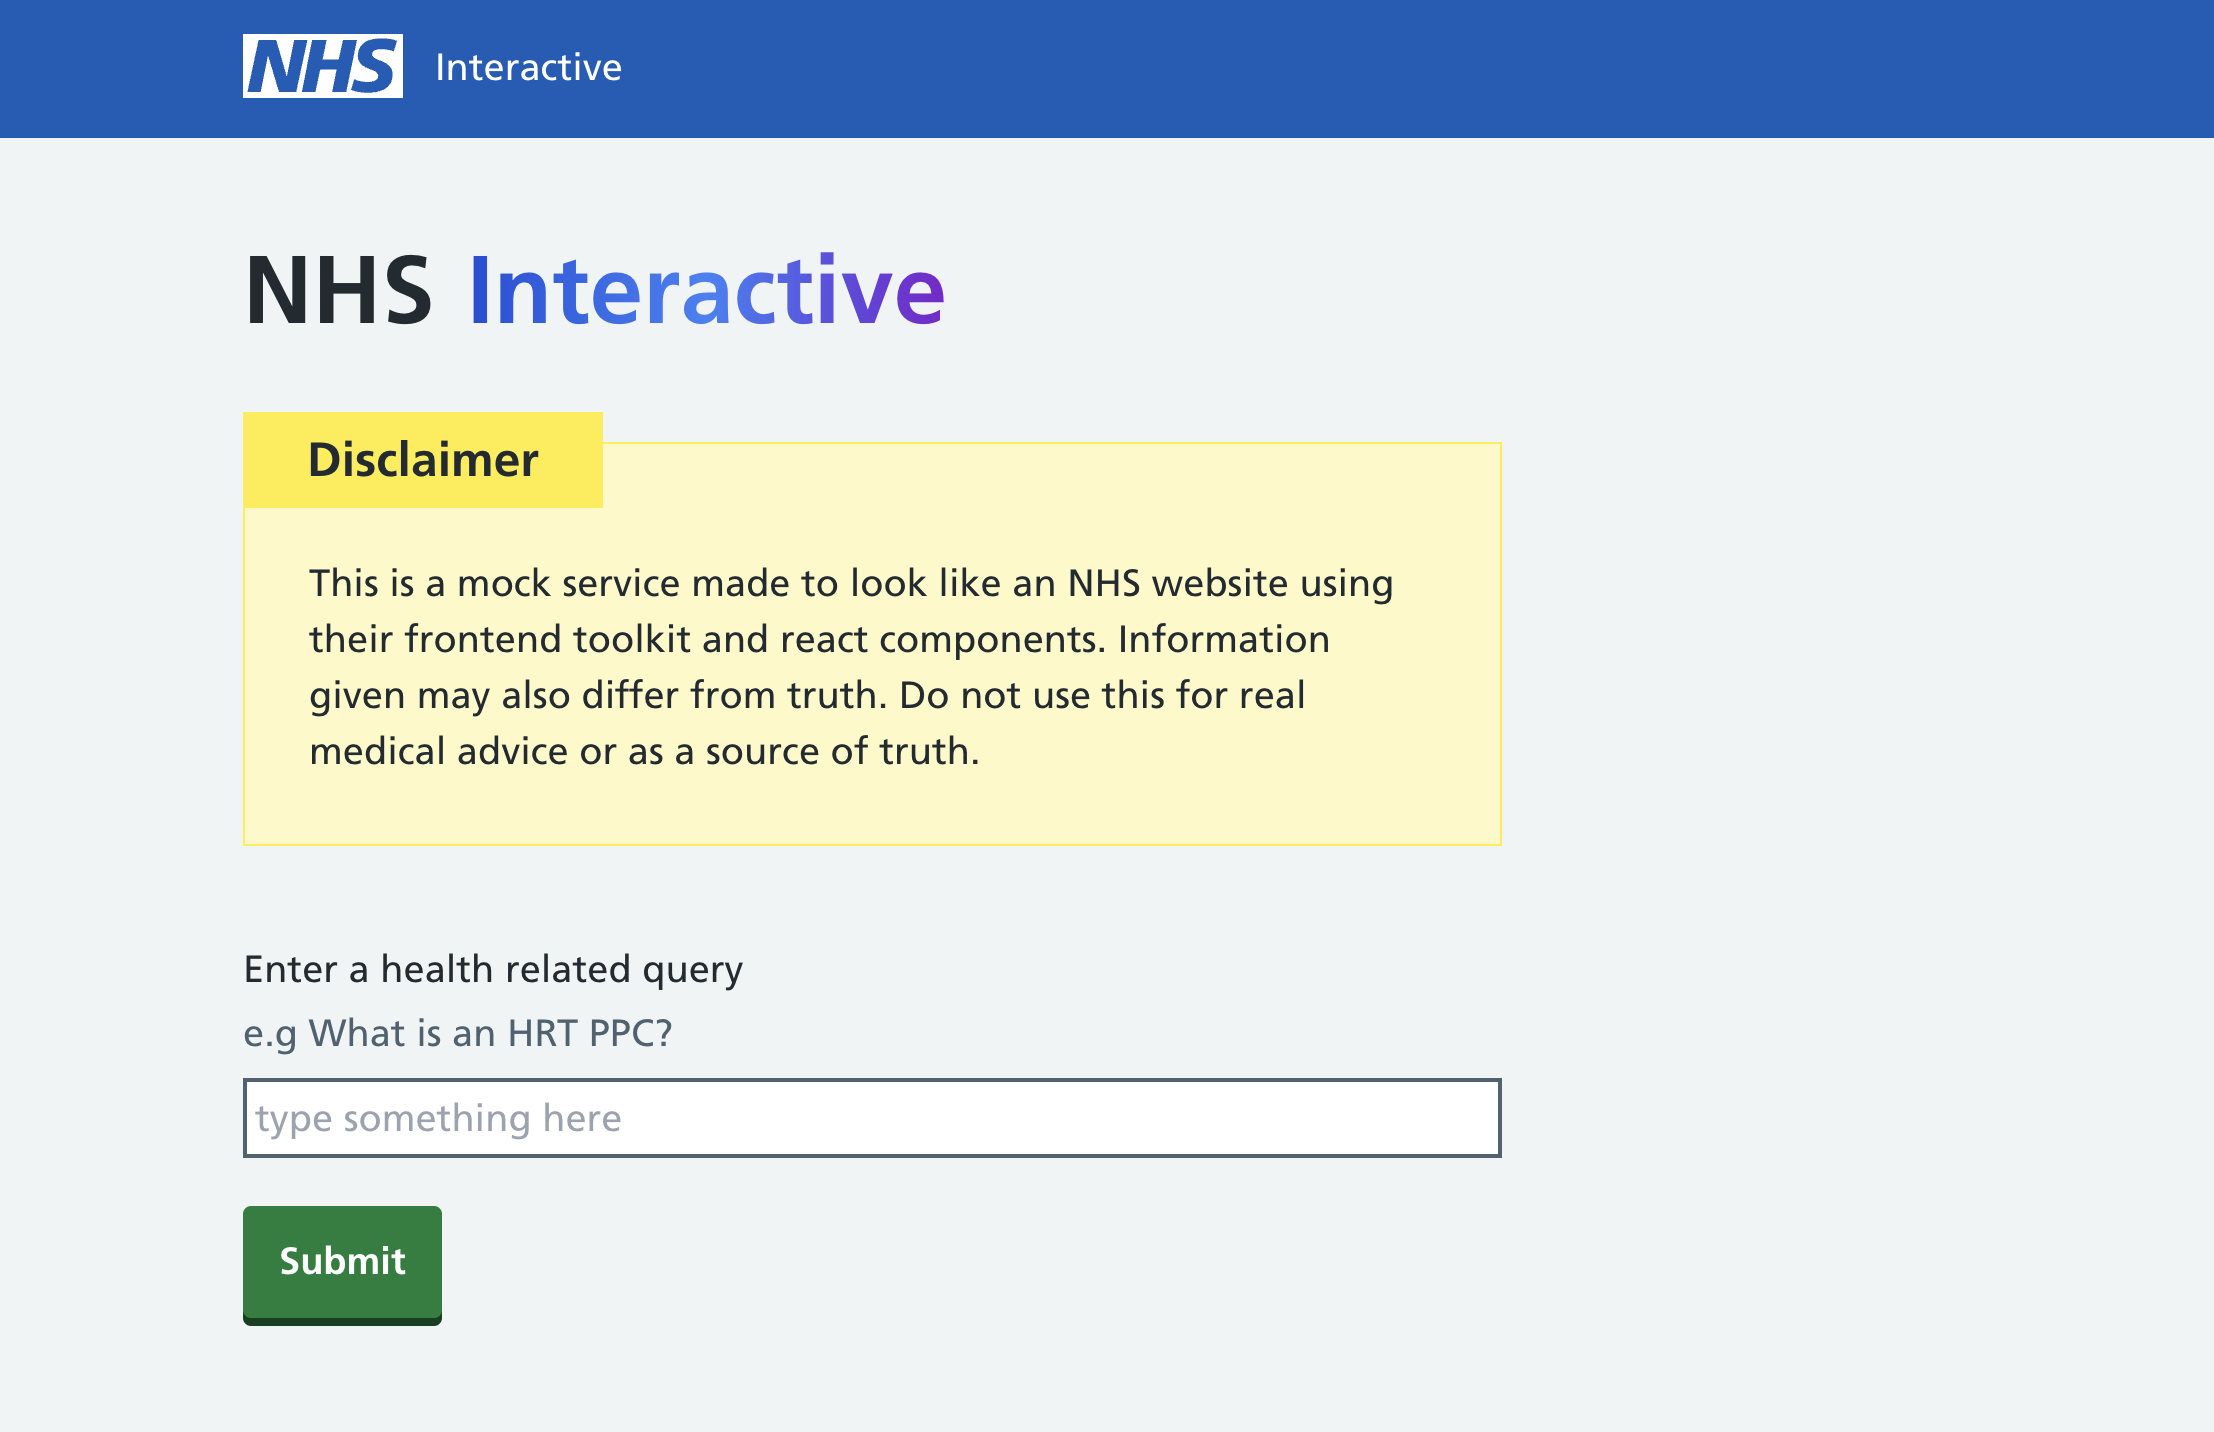 NHS Interactive
NHS Interactive
Disclaimer
This is a mock service made to look like an NHS website using
their frontend toolkit and react components. Information
given may also differ from truth. Do not use this for real
medical advice or as a source of truth.
Enter a health related query
e.g What is an HRT PPC?
type something here
Submit